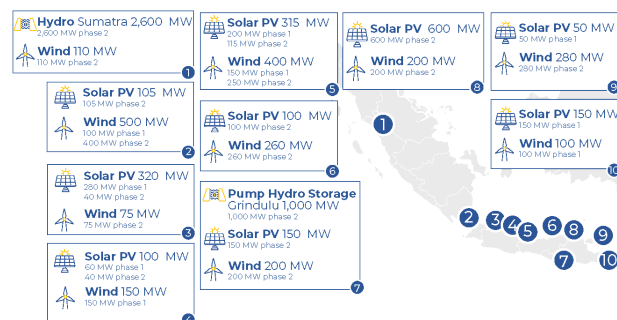 Hydro Sumatra 2,600 MW
2,600 MW phase 2
Wind 110 MW
110 MW phase 2
1
Solar PV 105 MW
105 MW phase 2
Wind 500 MW
100 MW phase 1
400 MW phase 2
2
Solar PV 320 MW
280 MW phase 1
40 MW phase 2
Wind 75 MW
75 MW phase 2
3
Solar PV 100 MW
60 MW phase 1
40 MW phase 2
Wind 150 MW
150 MW phase 1
Solar PV 315 MW
200 MW phase 1
115 MW phase 2
Wind 400 MW
150 MW phase 1
250 MW phase 2
5
Solar PV 100 MW
100 MW phase 2
Wind 260 MW
260 MW phase 2
6
Pump Hydro Storage
Grindulu 1,000 MW
1,000 MW phase 2
Solar PV 150 MW
150 MW phase 2
Wind 200 MW
200 MW phase 2
7
Solar PV 600 MW
600 MW phase 2
Wind 200 MW
200 MW phase 2
8
Solar PV 50 MW
50 MW phase 1
Wind 280 MW
280 MW phase 2
9
Solar PV 150 MW
150 MW phase 1
Wind 100 MW
100 MW phase 1
10
1
2
3
4
5
6
7
8
9
10